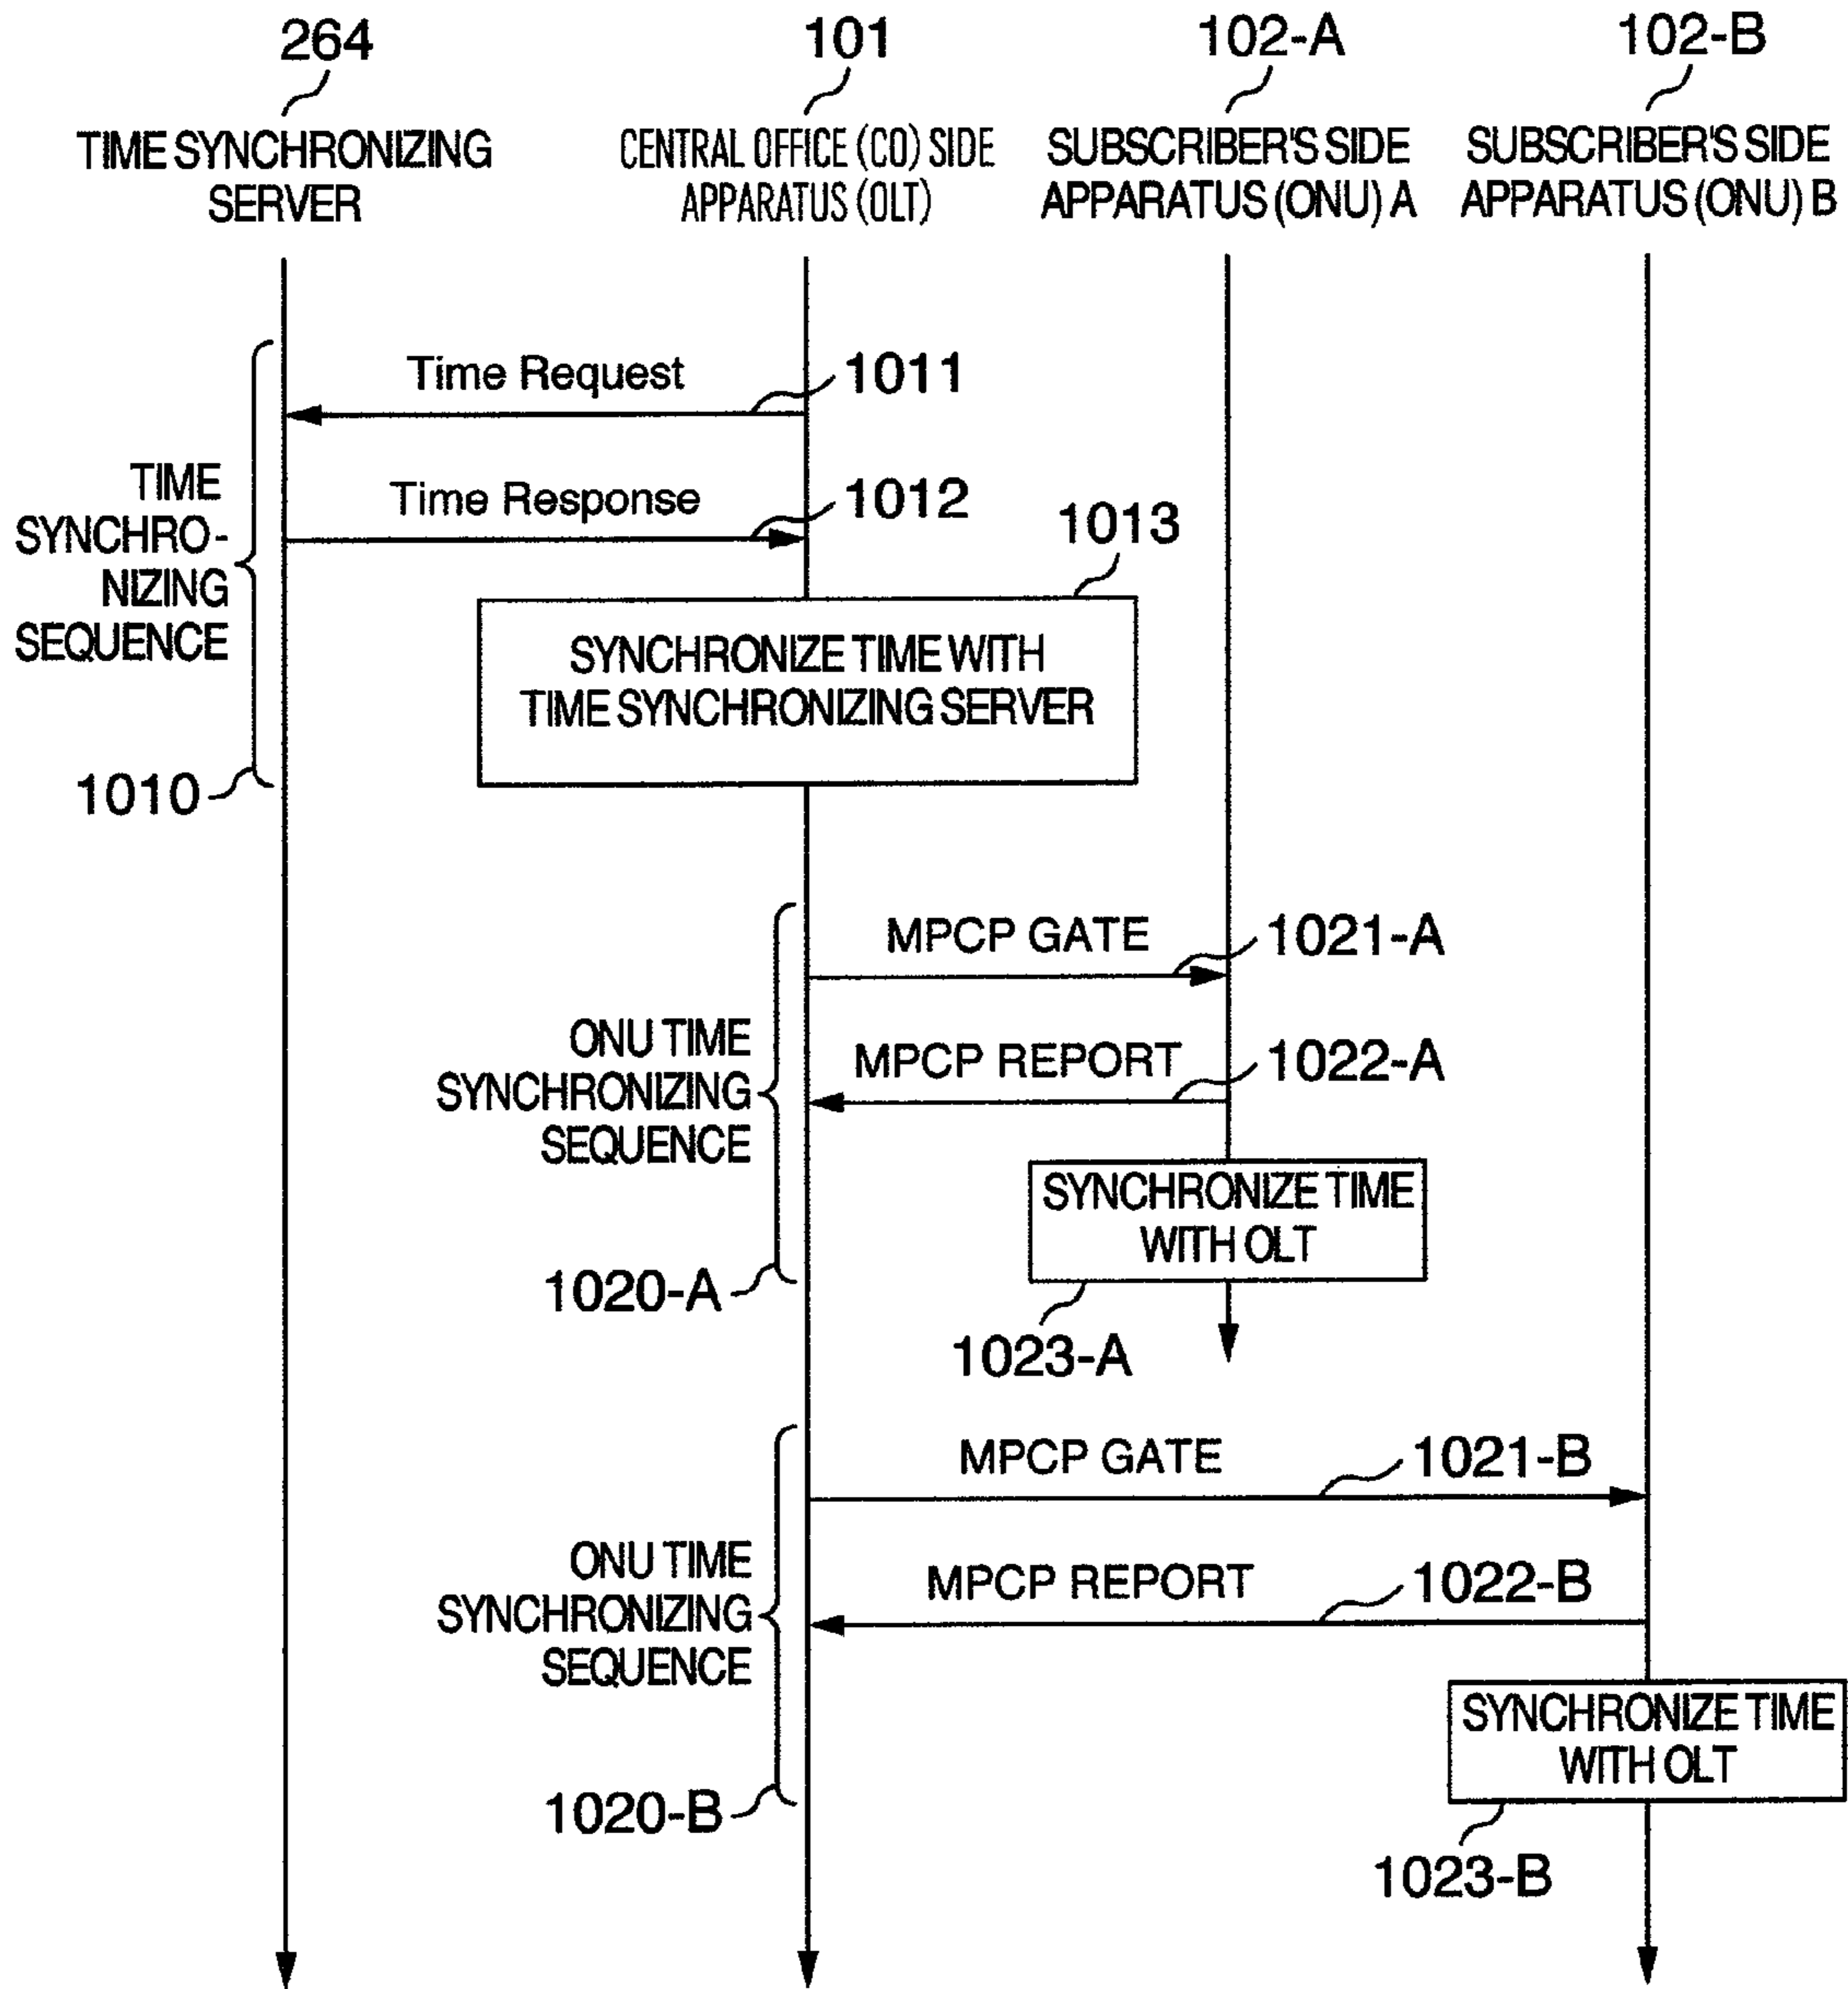 264
101
102-A
102-B
TIME SYNCHRONIZING
SERVER
CENTRAL OFFICE (CO) SIDE
APPARATUS (OLT)
SUBSCRIBER'S SIDE
APPARATUS (ONU) A
SUBSCRIBER'S SIDE
APPARATUS (ONU) B
Time Request
1011
TIME
SYNCHRO-
NIZING
SEQUENCE
Time Response
1012
1013
SYNCHRONIZE TIME WITH
TIME SYNCHRONIZING SERVER
1010
MPCP GATE
1021-A
ONU TIME
SYNCHRONIZING
SEQUENCE
MPCP REPORT
1022-A
SYNCHRONIZE TIME
WITH OLT
1020-A
1023-A
MPCP GATE
1021-B
ONU TIME
SYNCHRONIZING
SEQUENCE
MPCP REPORT
1022-B
SYNCHRONIZE TIME
WITH OLT
1020-B
1023-B